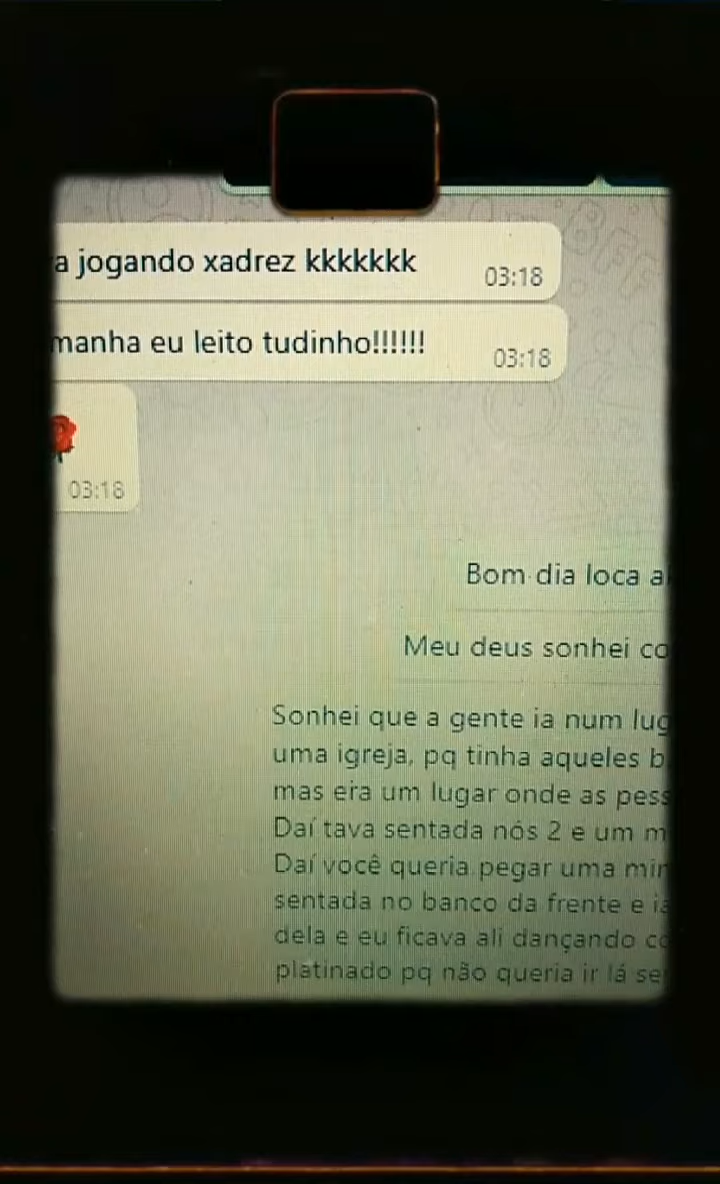 a jogando xadrez kkkkkkk
03:18
manha eu leito tudinho!!!!!!
03:18
03:18
Bom dia loca
Meu deus sonhei co
Sonhei que a gente ia num lug
uma igreja, pq tinha aqueles b
mas era um lugar onde as pess
Daí tava sentada nós 2 e um m
Daí você queria pegar uma min
sentada no banco da frente e ia
dela e eu ficava ali dançando co
platinado pq não queria ir lá se